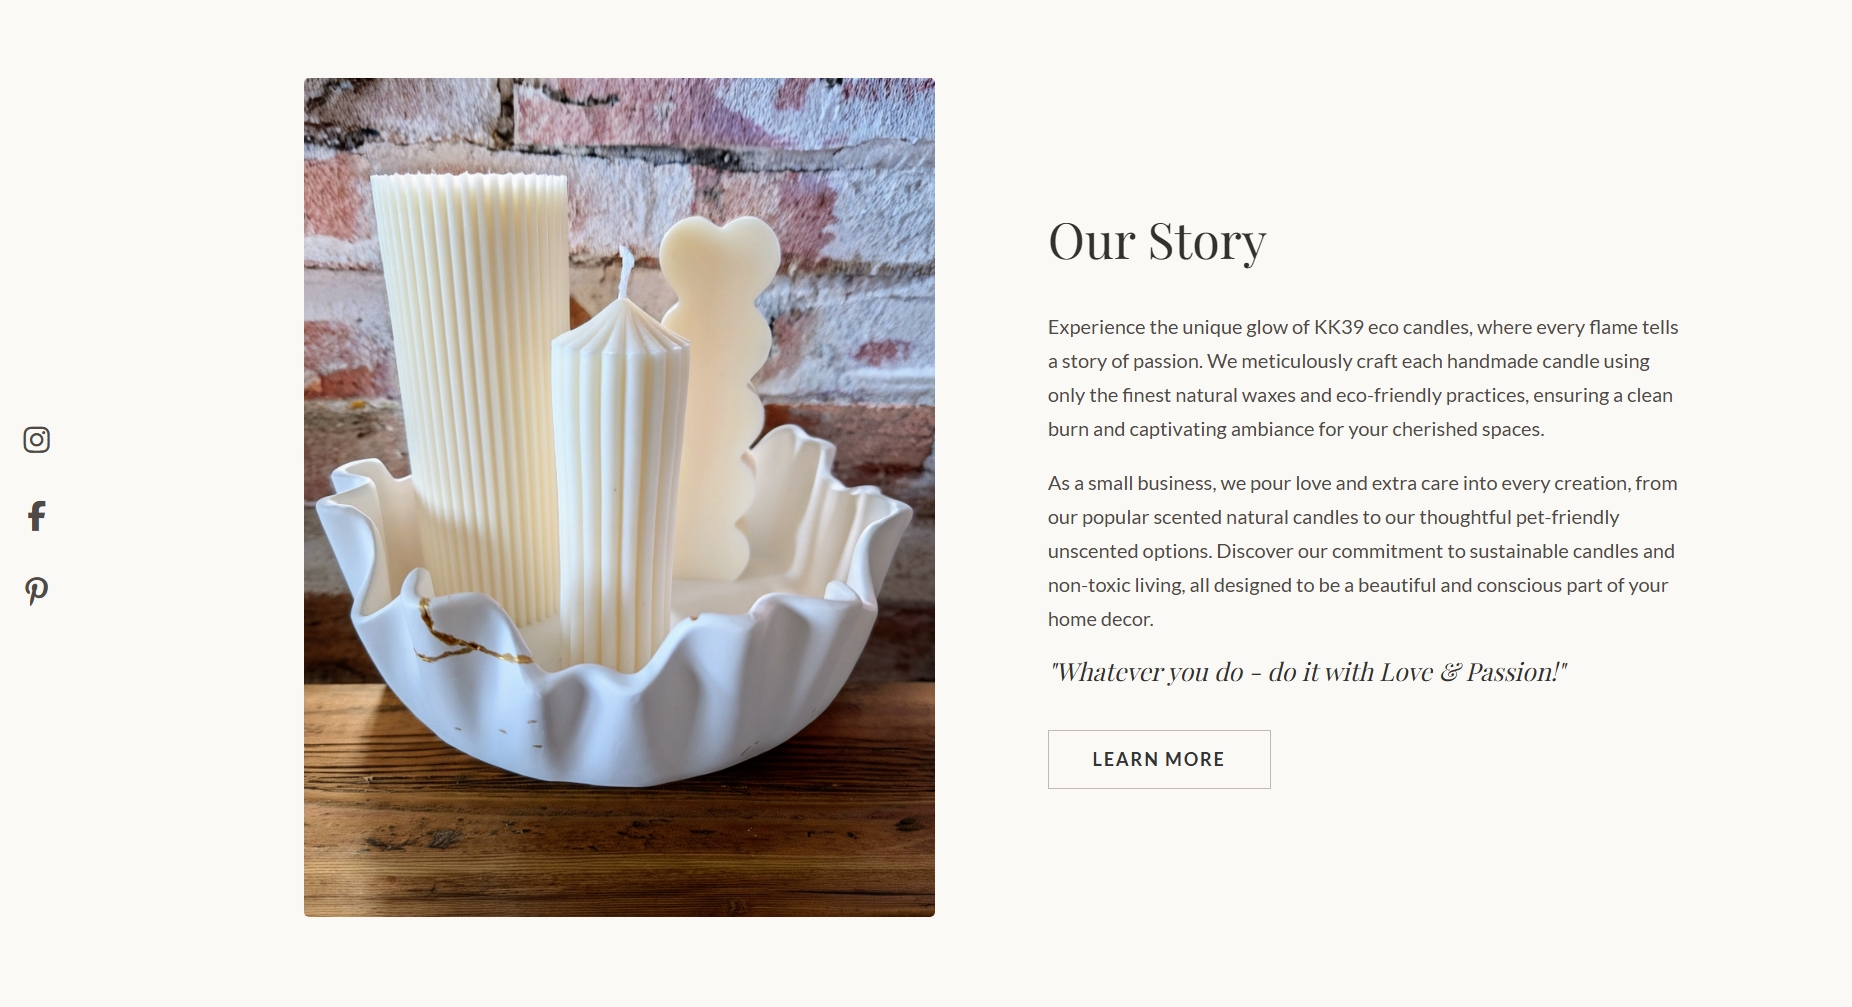 Our Story
Experience the unique glow of KK39 eco candles, where every flame tells
a story of passion. We meticulously craft each handmade candle using
only the finest natural waxes and eco-friendly practices, ensuring a clean
burn and captivating ambiance for your cherished spaces.
As a small business, we pour love and extra care into every creation, from
our popular scented natural candles to our thoughtful pet-friendly
unscented options. Discover our commitment to sustainable candles and
non-toxic living, all designed to be a beautiful and conscious part of your
home decor.
"Whatever you do - do it with Love & Passion!"
LEARN MORE